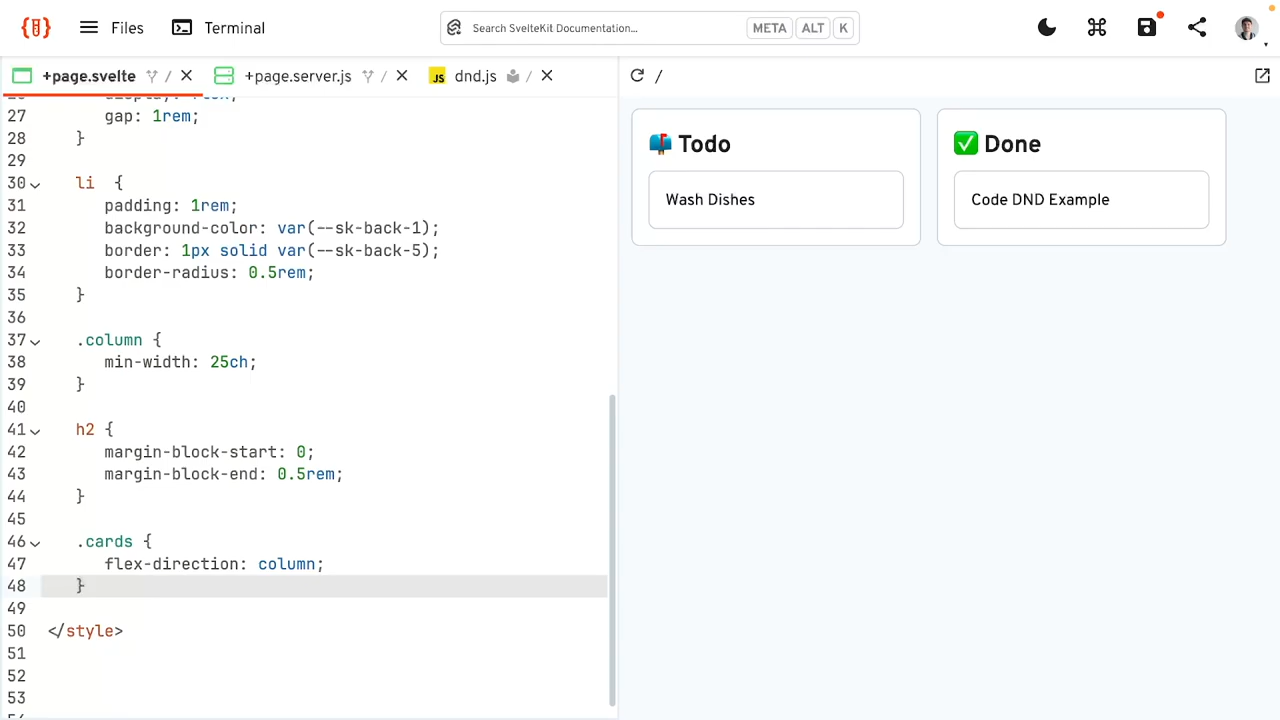 Files
Terminal
Search SvelteKit Documentation...
META
ALT
K
+page.svelte /
+page.server.js /
dnd.js /
/
27 gap: 1rem;
28 }
29
30 li {
31 padding: 1rem;
32 background-color: var(--sk-back-1);
33 border: 1px solid var(--sk-back-5);
34 border-radius: 0.5rem;
35 }
36
37 .column {
38 min-width: 25ch;
39 }
40
41 h2 {
42 margin-block-start: 0;
43 margin-block-end: 0.5rem;
44 }
45
46 .cards {
47 flex-direction: column;
48 }
49
50 </style>
51
52
53
Todo
Wash Dishes
Done
Code DND Example